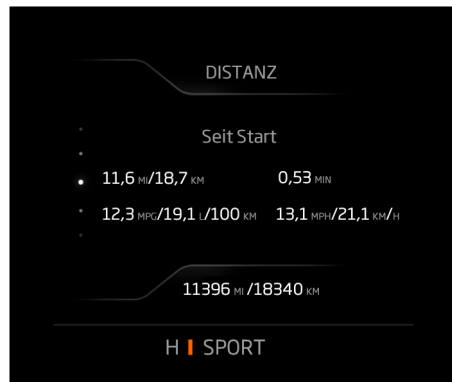 DISTANZ
Seit Start
11,6 MI/18,7 KM 0,53 MIN
12,3 MPG/19,1 L/100 KM 13,1 MPH/21,1 KM/H
11396 MI /18340 KM
H SPORT